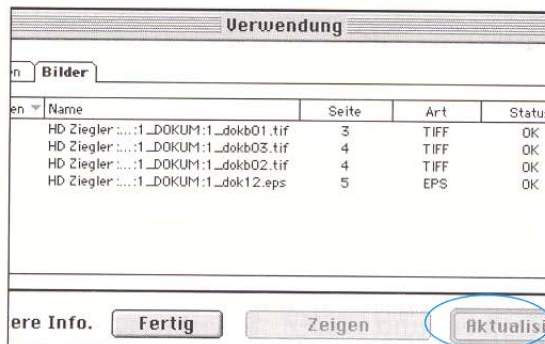 Verwendung
Bilder
Name Seite Art
HD Ziegler:...:1_DOKUM:1_dokb01.tif 3 TIFF OK
HD Ziegler:...:1_DOKUM:1_dokb03.tif 4 TIFF OK
HD Ziegler:...:1_DOKUM:1_dokb02.tif 4 TIFF OK
HD Ziegler:...:1_DOKUM:1_dok12.eps 5 EPS OK
Info. Fertig Zeigen